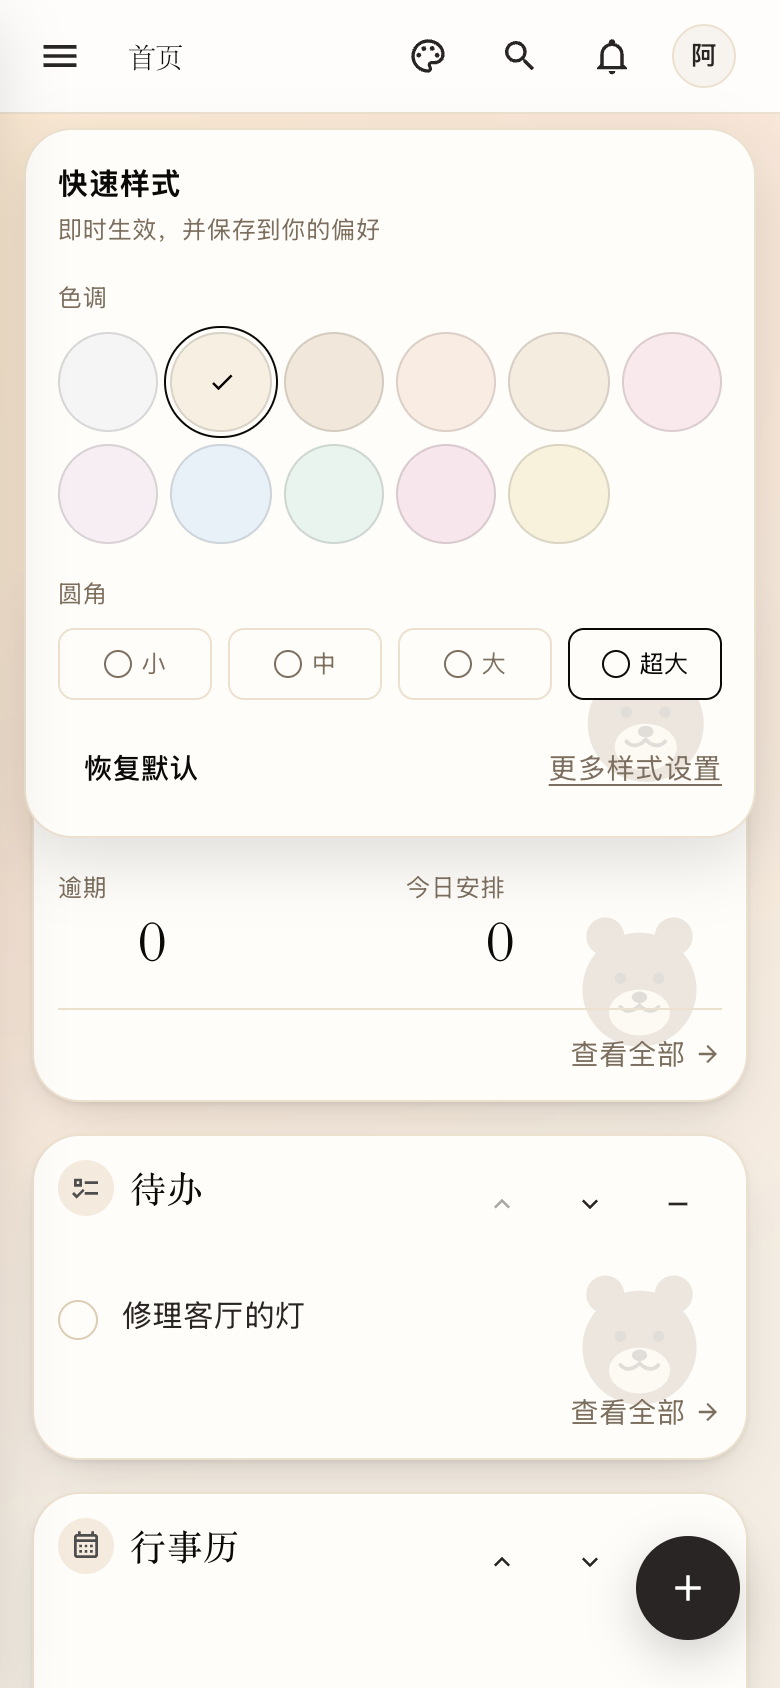 首页
阿
快速样式
即时生效，并保存到你的偏好
色调
圆角
小
中
大
超大
恢复默认
更多样式设置
逾期
今日安排
0
0
查看全部
待办
修理客厅的灯
查看全部
行事历